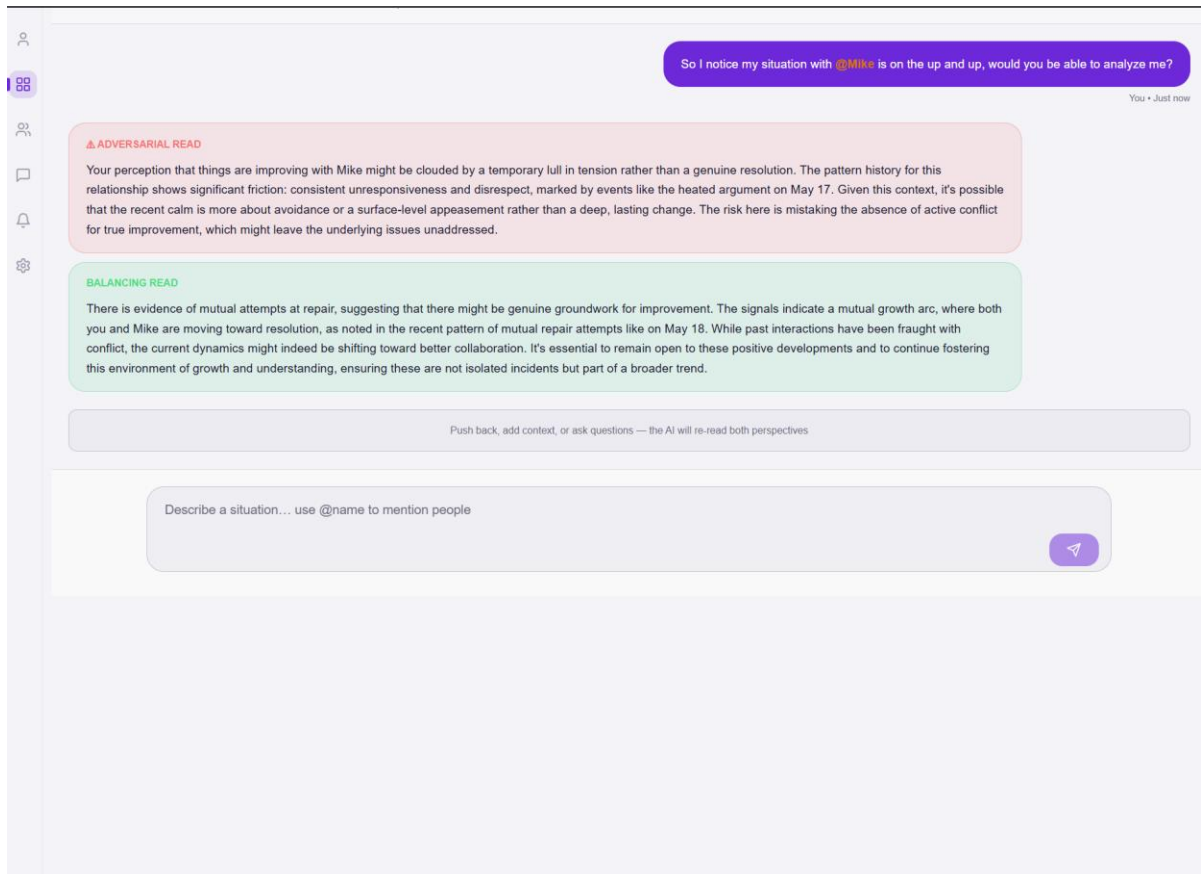 So I notice my situation with @Mike is on the up and up, would you be able to analyze me?
You • Just now
⚠ ADVERSARIAL READ
Your perception that things are improving with Mike might be clouded by a temporary lull in tension rather than a genuine resolution. The pattern history for this
relationship shows significant friction: consistent unresponsiveness and disrespect, marked by events like the heated argument on May 17. Given this context, it's possible
that the recent calm is more about avoidance or a surface-level appeasement rather than a deep, lasting change. The risk here is mistaking the absence of active conflict
for true improvement, which might leave the underlying issues unaddressed.
BALANCING READ
There is evidence of mutual attempts at repair, suggesting that there might be genuine groundwork for improvement. The signals indicate a mutual growth arc, where both
you and Mike are moving toward resolution, as noted in the recent pattern of mutual repair attempts like on May 18. While past interactions have been fraught with
conflict, the current dynamics might indeed be shifting toward better collaboration. It's essential to remain open to these positive developments and to continue fostering
this environment of growth and understanding, ensuring these are not isolated incidents but part of a broader trend.
Push back, add context, or ask questions — the AI will re-read both perspectives
Describe a situation… use @name to mention people